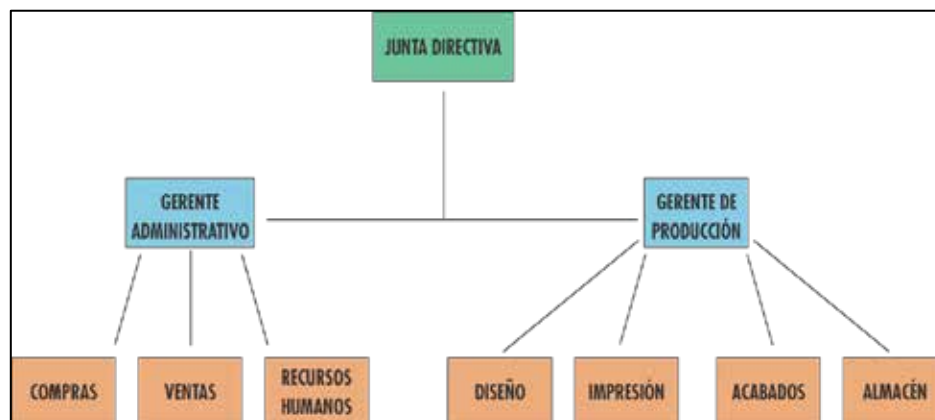 JUNTA DIRECTIVA
GERENTE
ADMINISTRATIVO
GERENTE DE
PRODUCCIÓN
COMPRAS
VENTAS
RECURSOS
HUMANOS
DISEÑO
IMPRESIÓN
ACABADOS
ALMACÉN